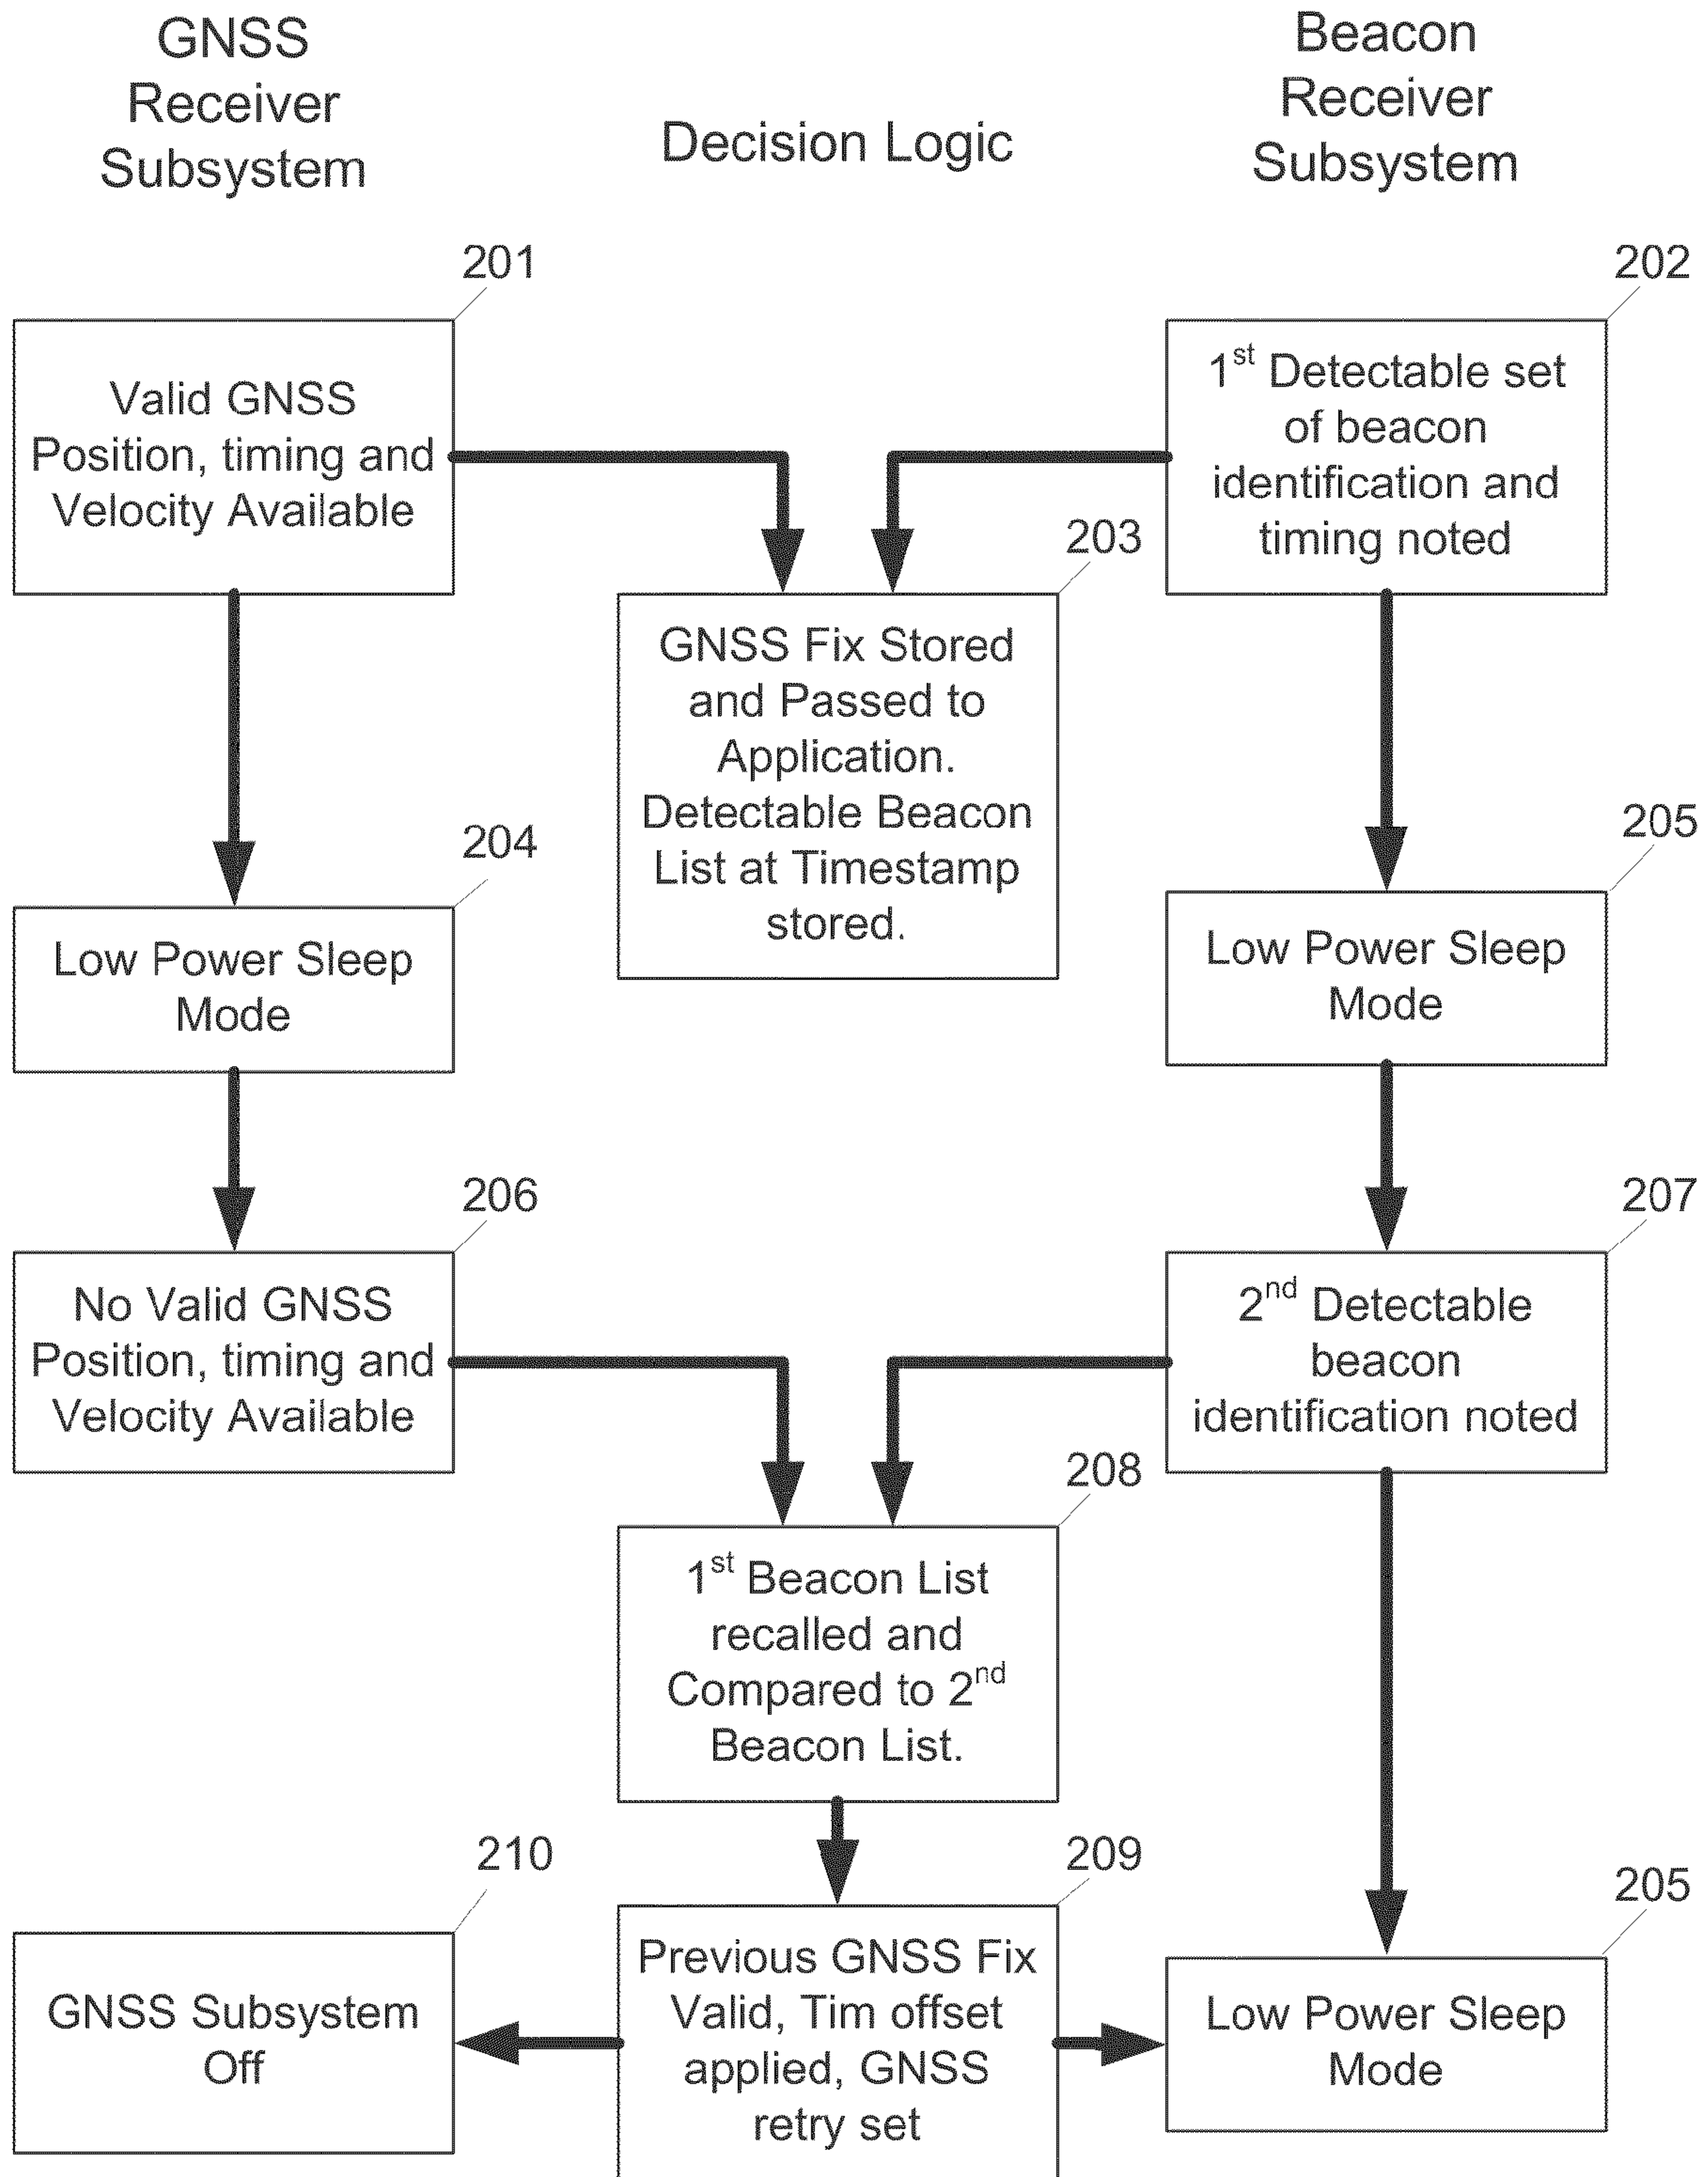 GNSS
Receiver
Subsystem
Decision Logic
Beacon
Receiver
Subsystem
201
Valid GNSS
Position, timing and
Velocity Available
202
1st Detectable set
of beacon
identification and
timing noted
203
GNSS Fix Stored
and Passed to
Application.
Detectable Beacon
List at Timestamp
stored.
204
Low Power Sleep
Mode
205
Low Power Sleep
Mode
206
No Valid GNSS
Position, timing and
Velocity Available
207
2nd Detectable
beacon
identification noted
208
1st Beacon List
recalled and
Compared to 2nd
Beacon List.
210
GNSS Subsystem
Off
209
Previous GNSS Fix
Valid, Tim offset
applied, GNSS
retry set
205
Low Power Sleep
Mode